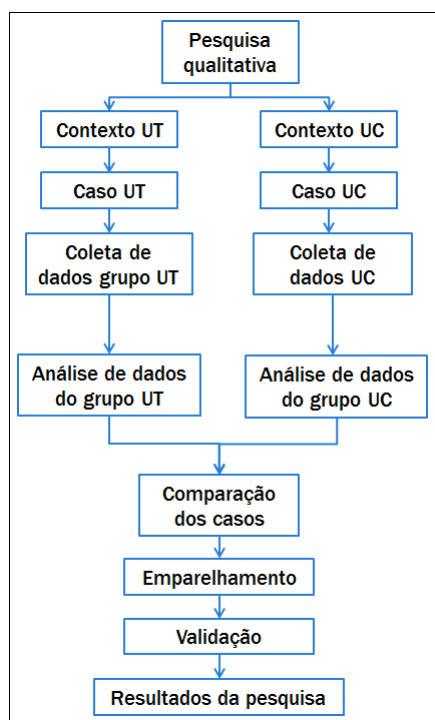 Pesquisa
qualitativa
Contexto UT
Contexto UC
Caso UT
Caso UC
Coleta de
dados grupo UT
Coleta de
dados UC
Análise de dados
do grupo UT
Análise de dados
do grupo UC
Comparação
dos casos
Emparelhamento
Validação
Resultados da pesquisa